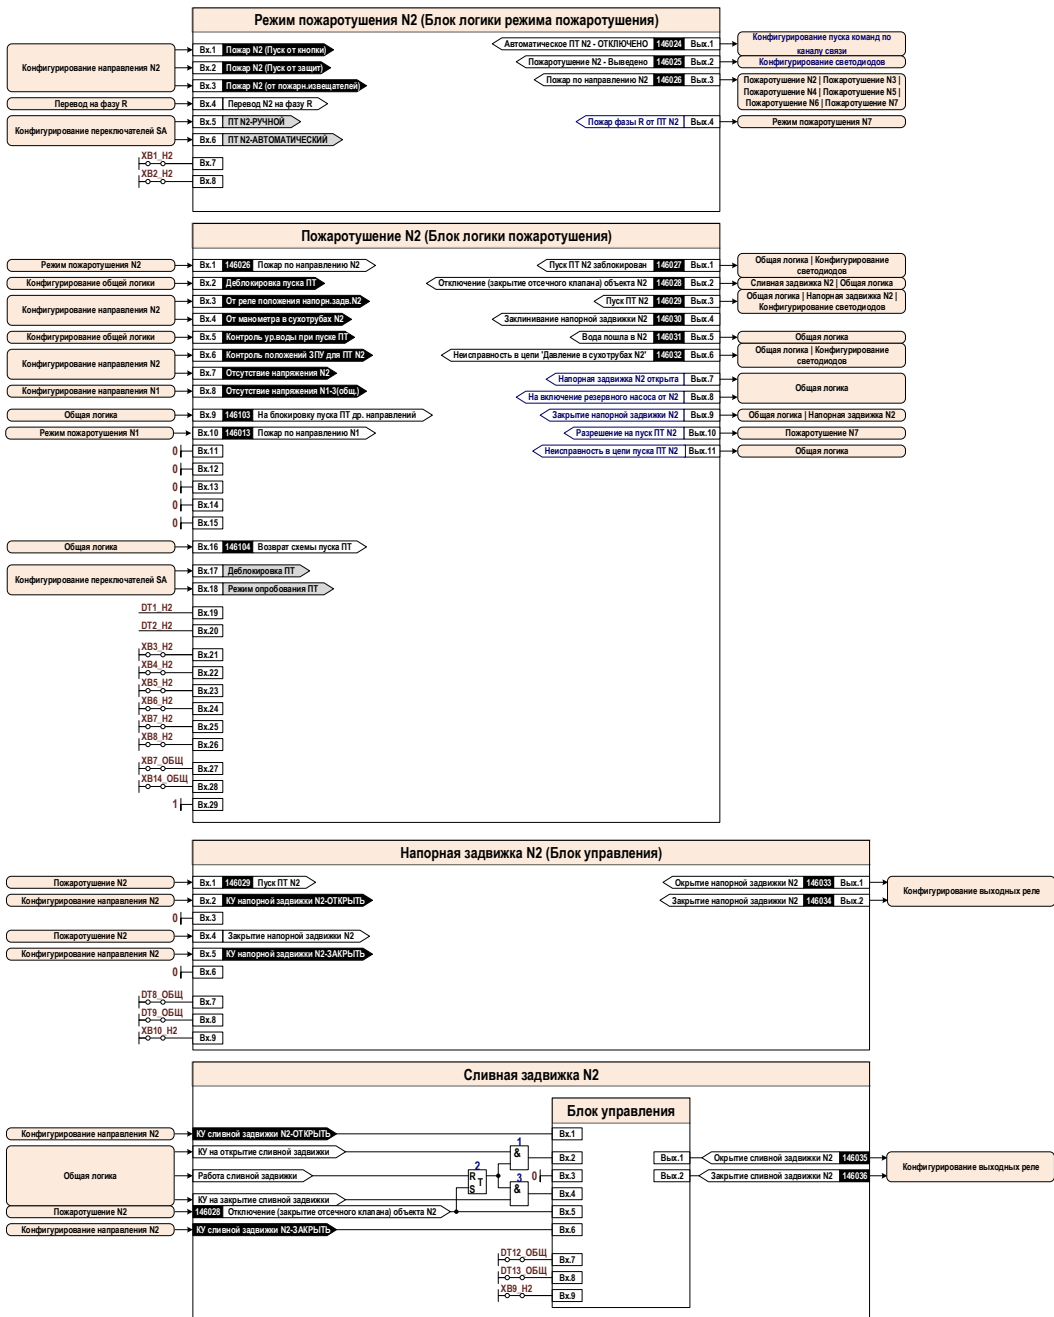 Режим пожаротушения N2 (Блок логики режима пожаротушения)
Конфигурирование направления N2
Вх.1 Пожар N2 (Пуск от кнопки)
Вх.2 Пожар N2 (Пуск от защит)
Вх.3 Пожар N2 (от пожарн.извещателей)
Перевод на фазу R
Вх.4 Перевод N2 на фазу R
Конфигурирование переключателей SA
Вх.5 ПТ N2-РУЧНОЙ
Вх.6 ПТ N2-АВТОМАТИЧЕСКИЙ
XB1_Н2 Вх.7
XB2_Н2 Вх.8
Автоматическое ПТ N2 - ОТКЛЮЧЕНО 146024 Вых.1
Конфигурирование пуска команд по
каналу связи
Пожаротушение N2 - Выведено 146025 Вых.2
Конфигурирование светодиодов
Пожар по направлению N2 146026 Вых.3
Пожаротушение N2 | Пожаротушение N3 |
Пожаротушение N4 | Пожаротушение N5 |
Пожаротушение N6 | Пожаротушение N7
Пожар фазы R от ПТ N2 Вых.4
Режим пожаротушения N7
Пожаротушение N2 (Блок логики пожаротушения)
Режим пожаротушения N2
Вх.1 146026 Пожар по направлению N2
Конфигурирование общей логики
Вх.2 Деблокировка пуска ПТ
Конфигурирование направления N2
Вх.3 От реле положения напорн.задв.N2
Вх.4 От манометра в сухотрубах N2
Конфигурирование общей логики
Вх.5 Контроль ур.воды при пуске ПТ
Конфигурирование направления N2
Вх.6 Контроль положений ЗПУ для ПТ N2
Вх.7 Отсутствие напряжения N2
Конфигурирование направления N1
Вх.8 Отсутствие напряжения N1-3(общ.)
Общая логика
Вх.9 146103 На блокировку пуска ПТ др. направлений
Режим пожаротушения N1
Вх.10 146013 Пожар по направлению N1
0 Вх.11
0 Вх.12
0 Вх.13
0 Вх.14
0 Вх.15
Общая логика
Вх.16 146104 Возврат схемы пуска ПТ
Конфигурирование переключателей SA
Вх.17 Деблокировка ПТ
Вх.18 Режим опробования ПТ
DT1_Н2 Вх.19
DT2_Н2 Вх.20
XB3_Н2 Вх.21
XB4_Н2 Вх.22
XB5_Н2 Вх.23
XB6_Н2 Вх.24
XB7_Н2 Вх.25
XB8_Н2 Вх.26
XB7_ОБЩ Вх.27
XB14_ОБЩ Вх.28
1 Вх.29
Пуск ПТ N2 заблокирован 146027 Вых.1
Общая логика | Конфигурирование
светодиодов
Отключение (закрытие отсечного клапана) объекта N2 146028 Вых.2
Сливная задвижка N2 | Общая логика
Пуск ПТ N2 146029 Вых.3
Общая логика | Напорная задвижка N2 |
Конфигурирование светодиодов
Заклинивание напорной задвижки N2 146030 Вых.4
Вода пошла в N2 146031 Вых.5
Общая логика
Неисправность в цепи 'Давление в сухотрубах N2' 146032 Вых.6
Общая логика | Конфигурирование
светодиодов
Напорная задвижка N2 открыта Вых.7
На включение резервного насоса от N2 Вых.8
Общая логика
Закрытие напорной задвижки N2 Вых.9
Общая логика | Напорная задвижка N2
Разрешение на пуск ПТ N2 Вых.10
Пожаротушение N7
Неисправность в цепи пуска ПТ N2 Вых.11
Общая логика
Напорная задвижка N2 (Блок управления)
Пожаротушение N2
Вх.1 146029 Пуск ПТ N2
Конфигурирование направления N2
Вх.2 КУ напорной задвижки N2-ОТКРЫТЬ
0 Вх.3
Пожаротушение N2
Вх.4 Закрытие напорной задвижки N2
Конфигурирование направления N2
Вх.5 КУ напорной задвижки N2-ЗАКРЫТЬ
0 Вх.6
DT8_ОБЩ Вх.7
DT9_ОБЩ Вх.8
XB10_Н2 Вх.9
Окрытие напорной задвижки N2 146033 Вых.1
Закрытие напорной задвижки N2 146034 Вых.2
Конфигурирование выходных реле
Сливная задвижка N2
Блок управления
Конфигурирование направления N2
КУ сливной задвижки N2-ОТКРЫТЬ
Вх.1
Общая логика
КУ на открытие сливной задвижки
1
&
Вх.2
Работа сливной задвижки
2
R
T
S
3
&
0 Вх.3
КУ на закрытие сливной задвижки
Вх.4
Пожаротушение N2
146028 Отключение (закрытие отсечного клапана) объекта N2
Вх.5
Конфигурирование направления N2
КУ сливной задвижки N2-ЗАКРЫТЬ
Вх.6
DT12_ОБЩ Вх.7
DT13_ОБЩ Вх.8
XB9_Н2 Вх.9
Вых.1 Окрытие сливной задвижки N2 146035
Вых.2 Закрытие сливной задвижки N2 146036
Конфигурирование выходных реле